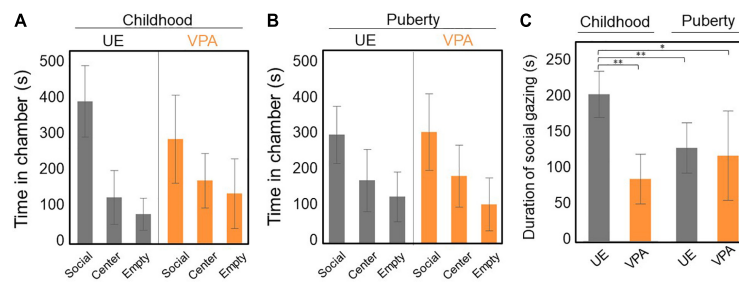 A
Childhood
UE VPA
Time in chamber (s)
500
400
300
200
100
0
Social Center Empty Social Center Empty
B
Puberty
UE VPA
Time in chamber (s)
500
400
300
200
100
0
Social Center Empty Social Center Empty
C
Childhood Puberty
Duration of social gazing (s)
250
200
150
100
50
0
*
**
**
UE VPA UE VPA